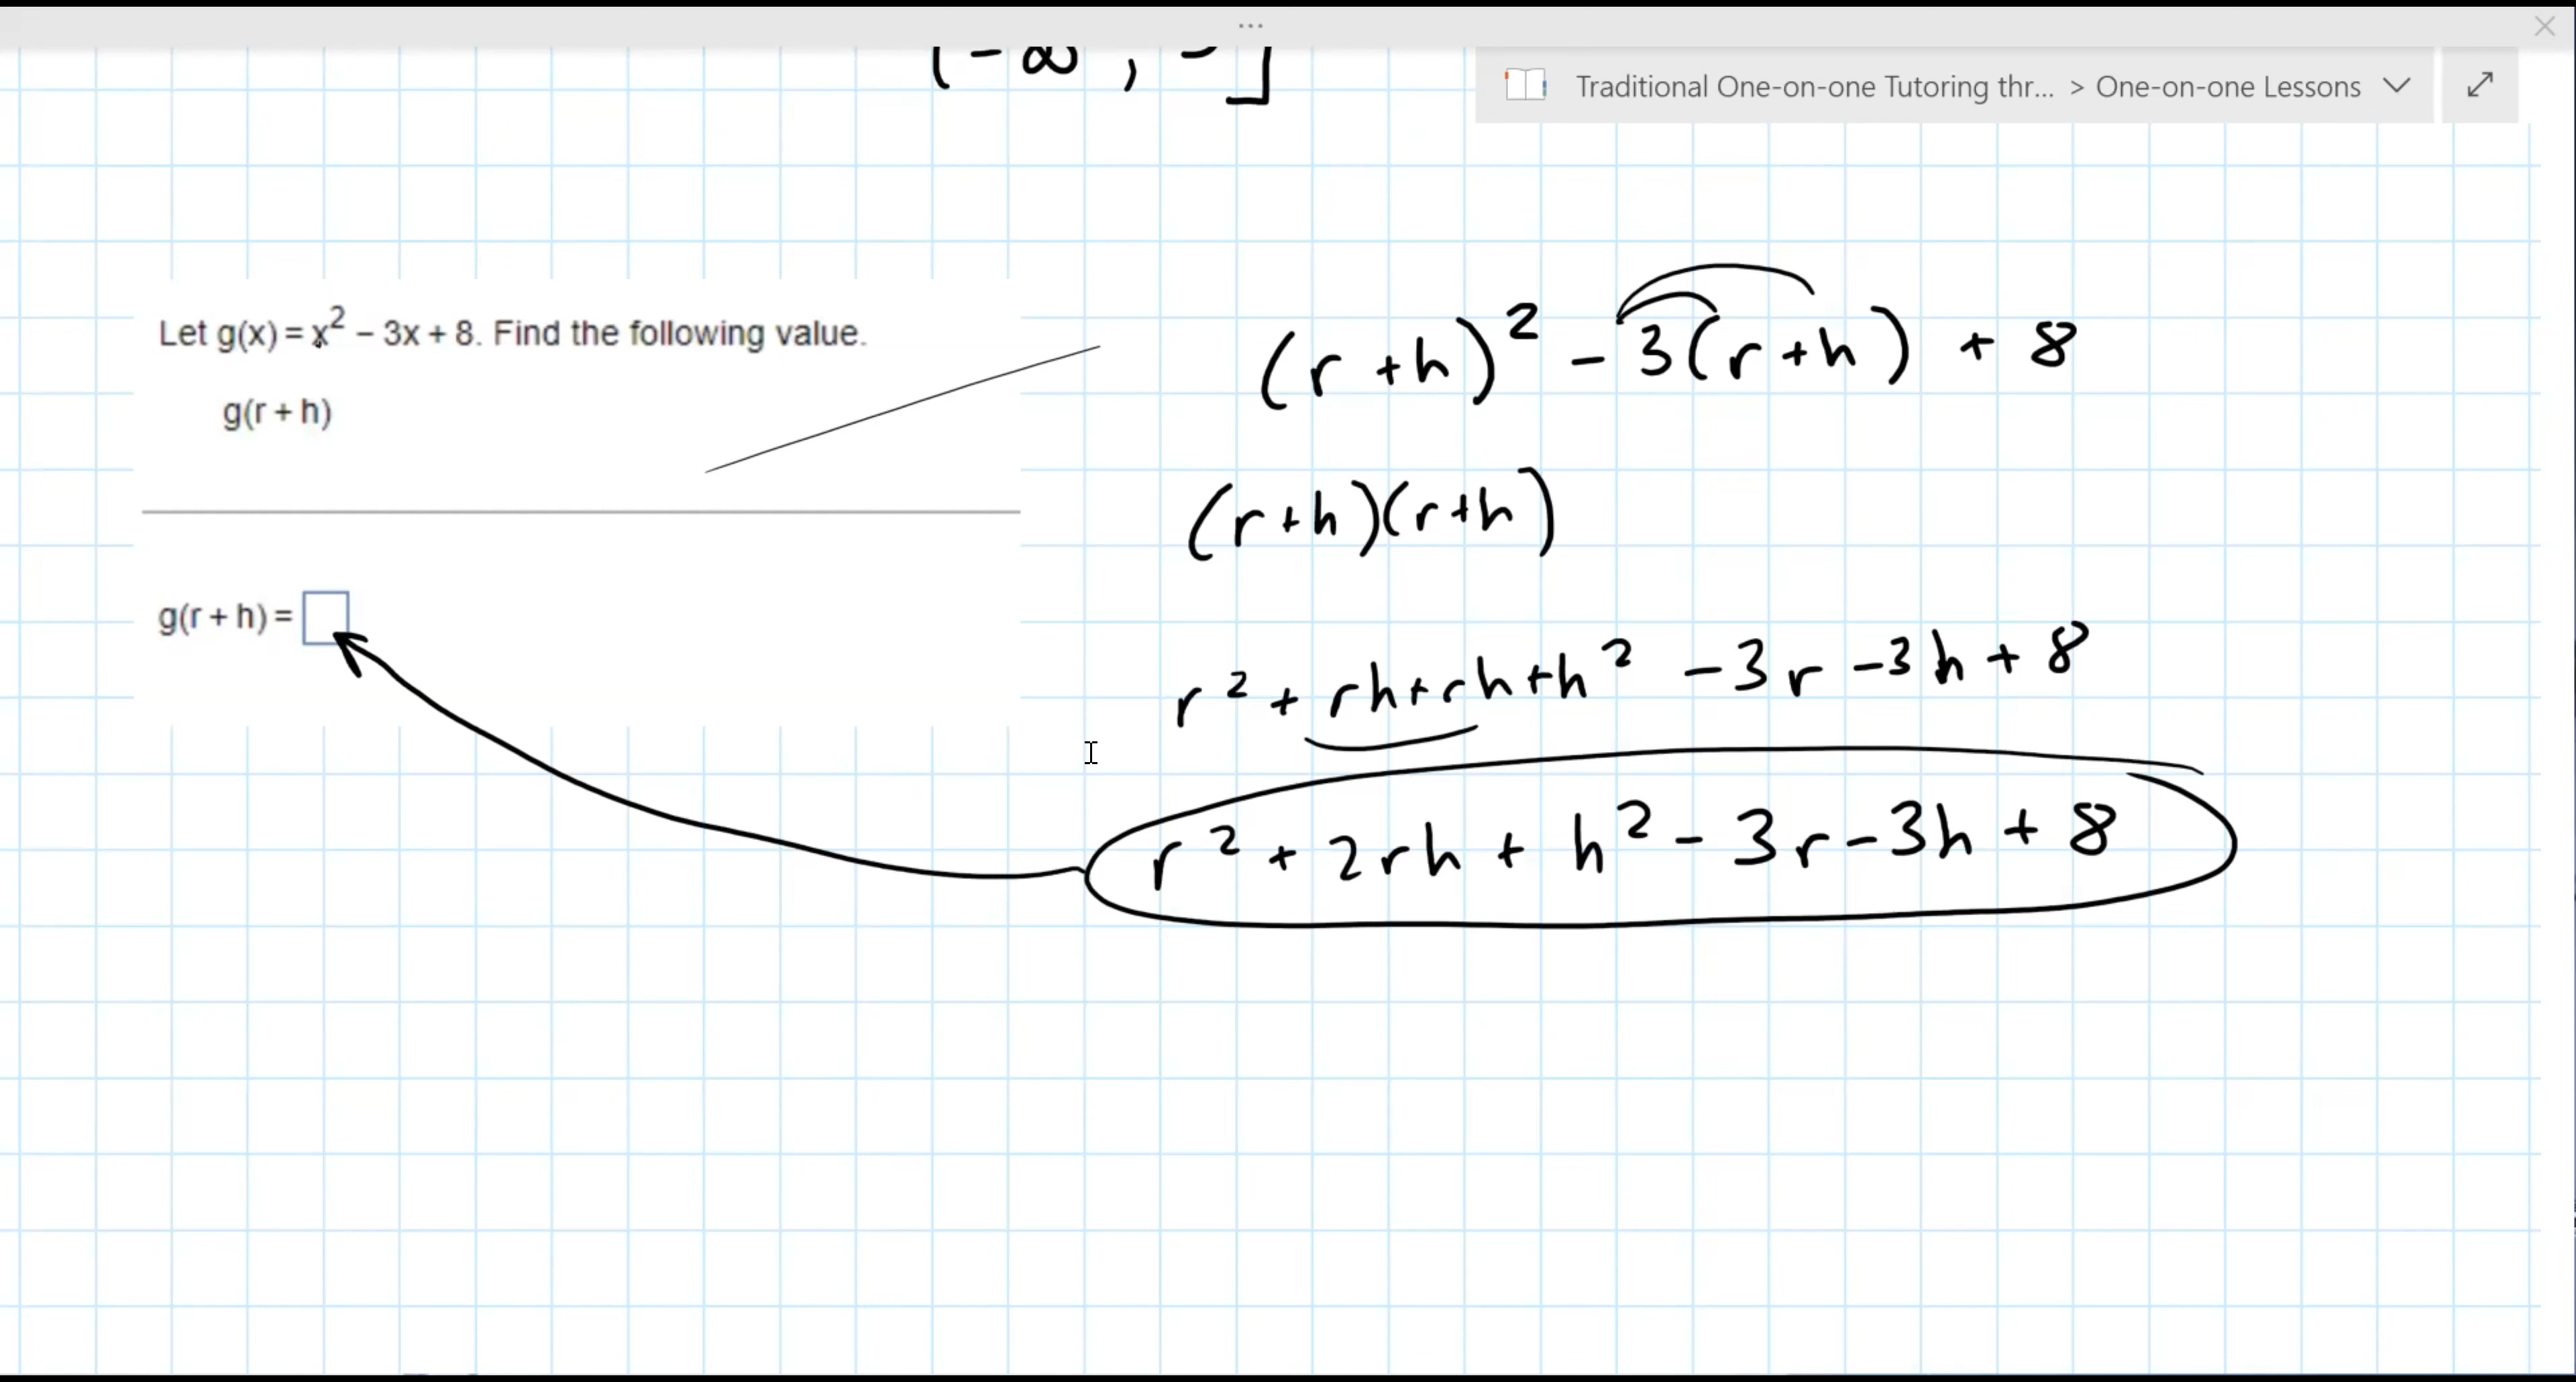 (-∞, ]
Traditional One-on-one Tutoring thr... > One-on-one Lessons
Let g(x) = x² − 3x + 8. Find the following value.
g(r + h)
g(r + h) =
(r + h)² - 3(r + h) + 8
(r + h)(r + h)
r² + rh + rh + h² - 3r - 3h + 8
r² + 2rh + h² - 3r - 3h + 8